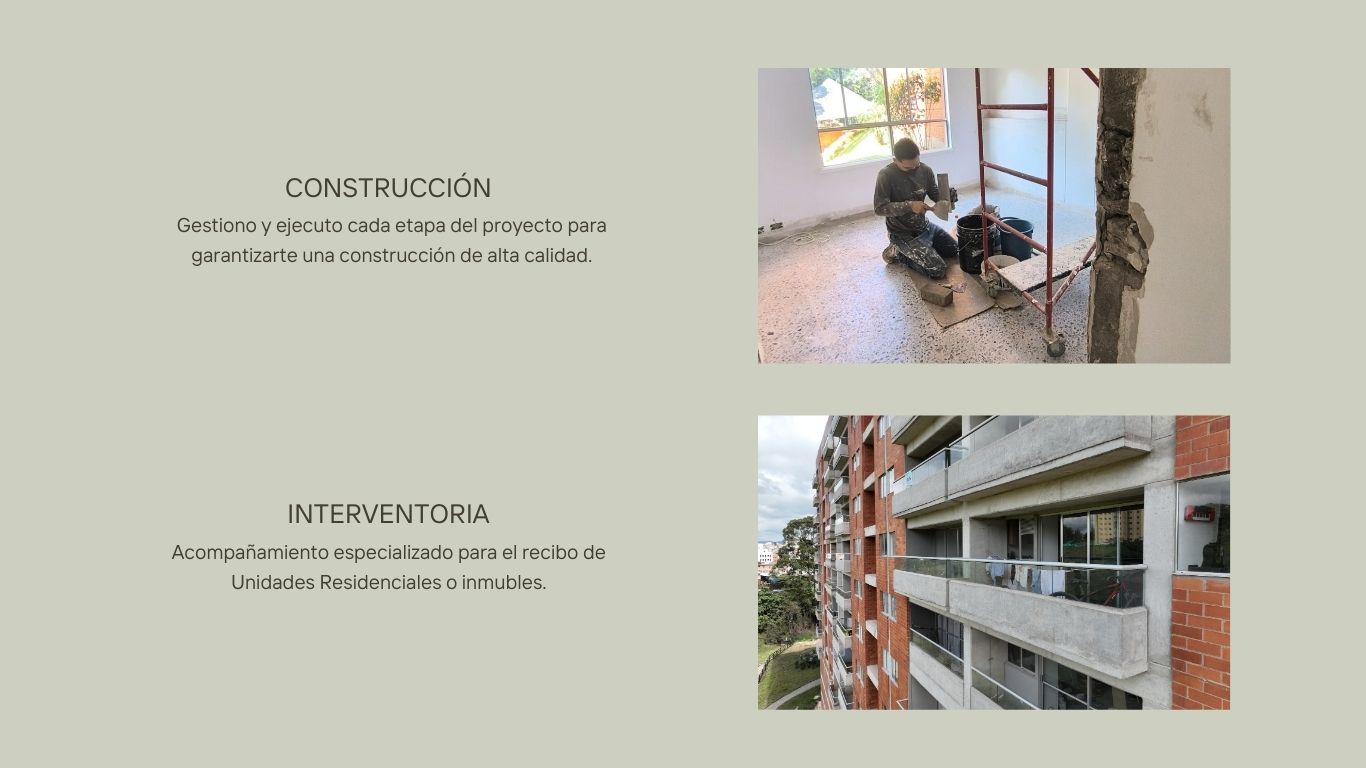 CONSTRUCCIÓN
Gestiono y ejecuto cada etapa del proyecto para
garantizarte una construcción de alta calidad.
INTERVENTORIA
Acompañamiento especializado para el recibo de
Unidades Residenciales o inmubles.